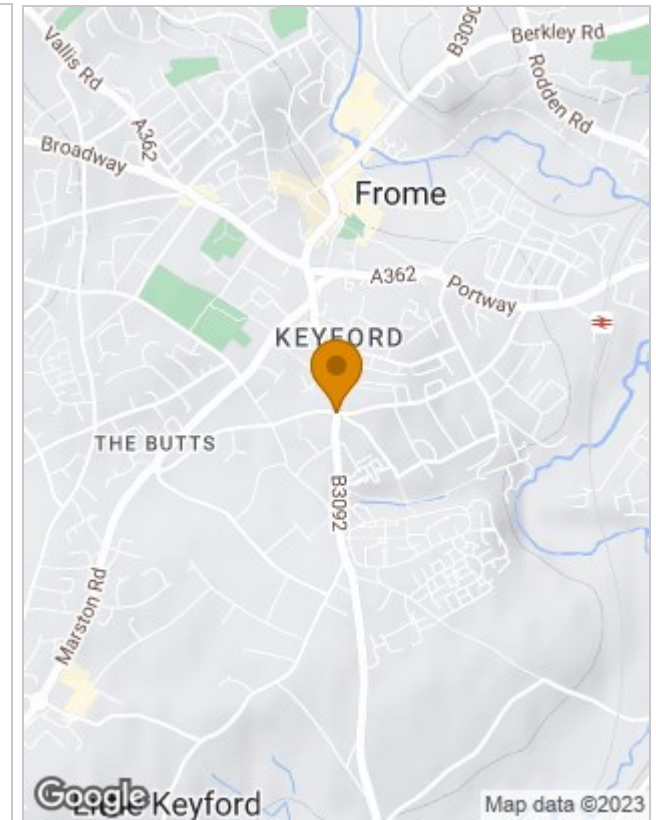 B3090
Berkley Rd
Vallis Rd
Rodden Rd
A362
Broadway
Frome
A362
Portway
KEYFORD
THE BUTTS
B3092
Marston Rd
Little Keyford
Google
Map data ©2023